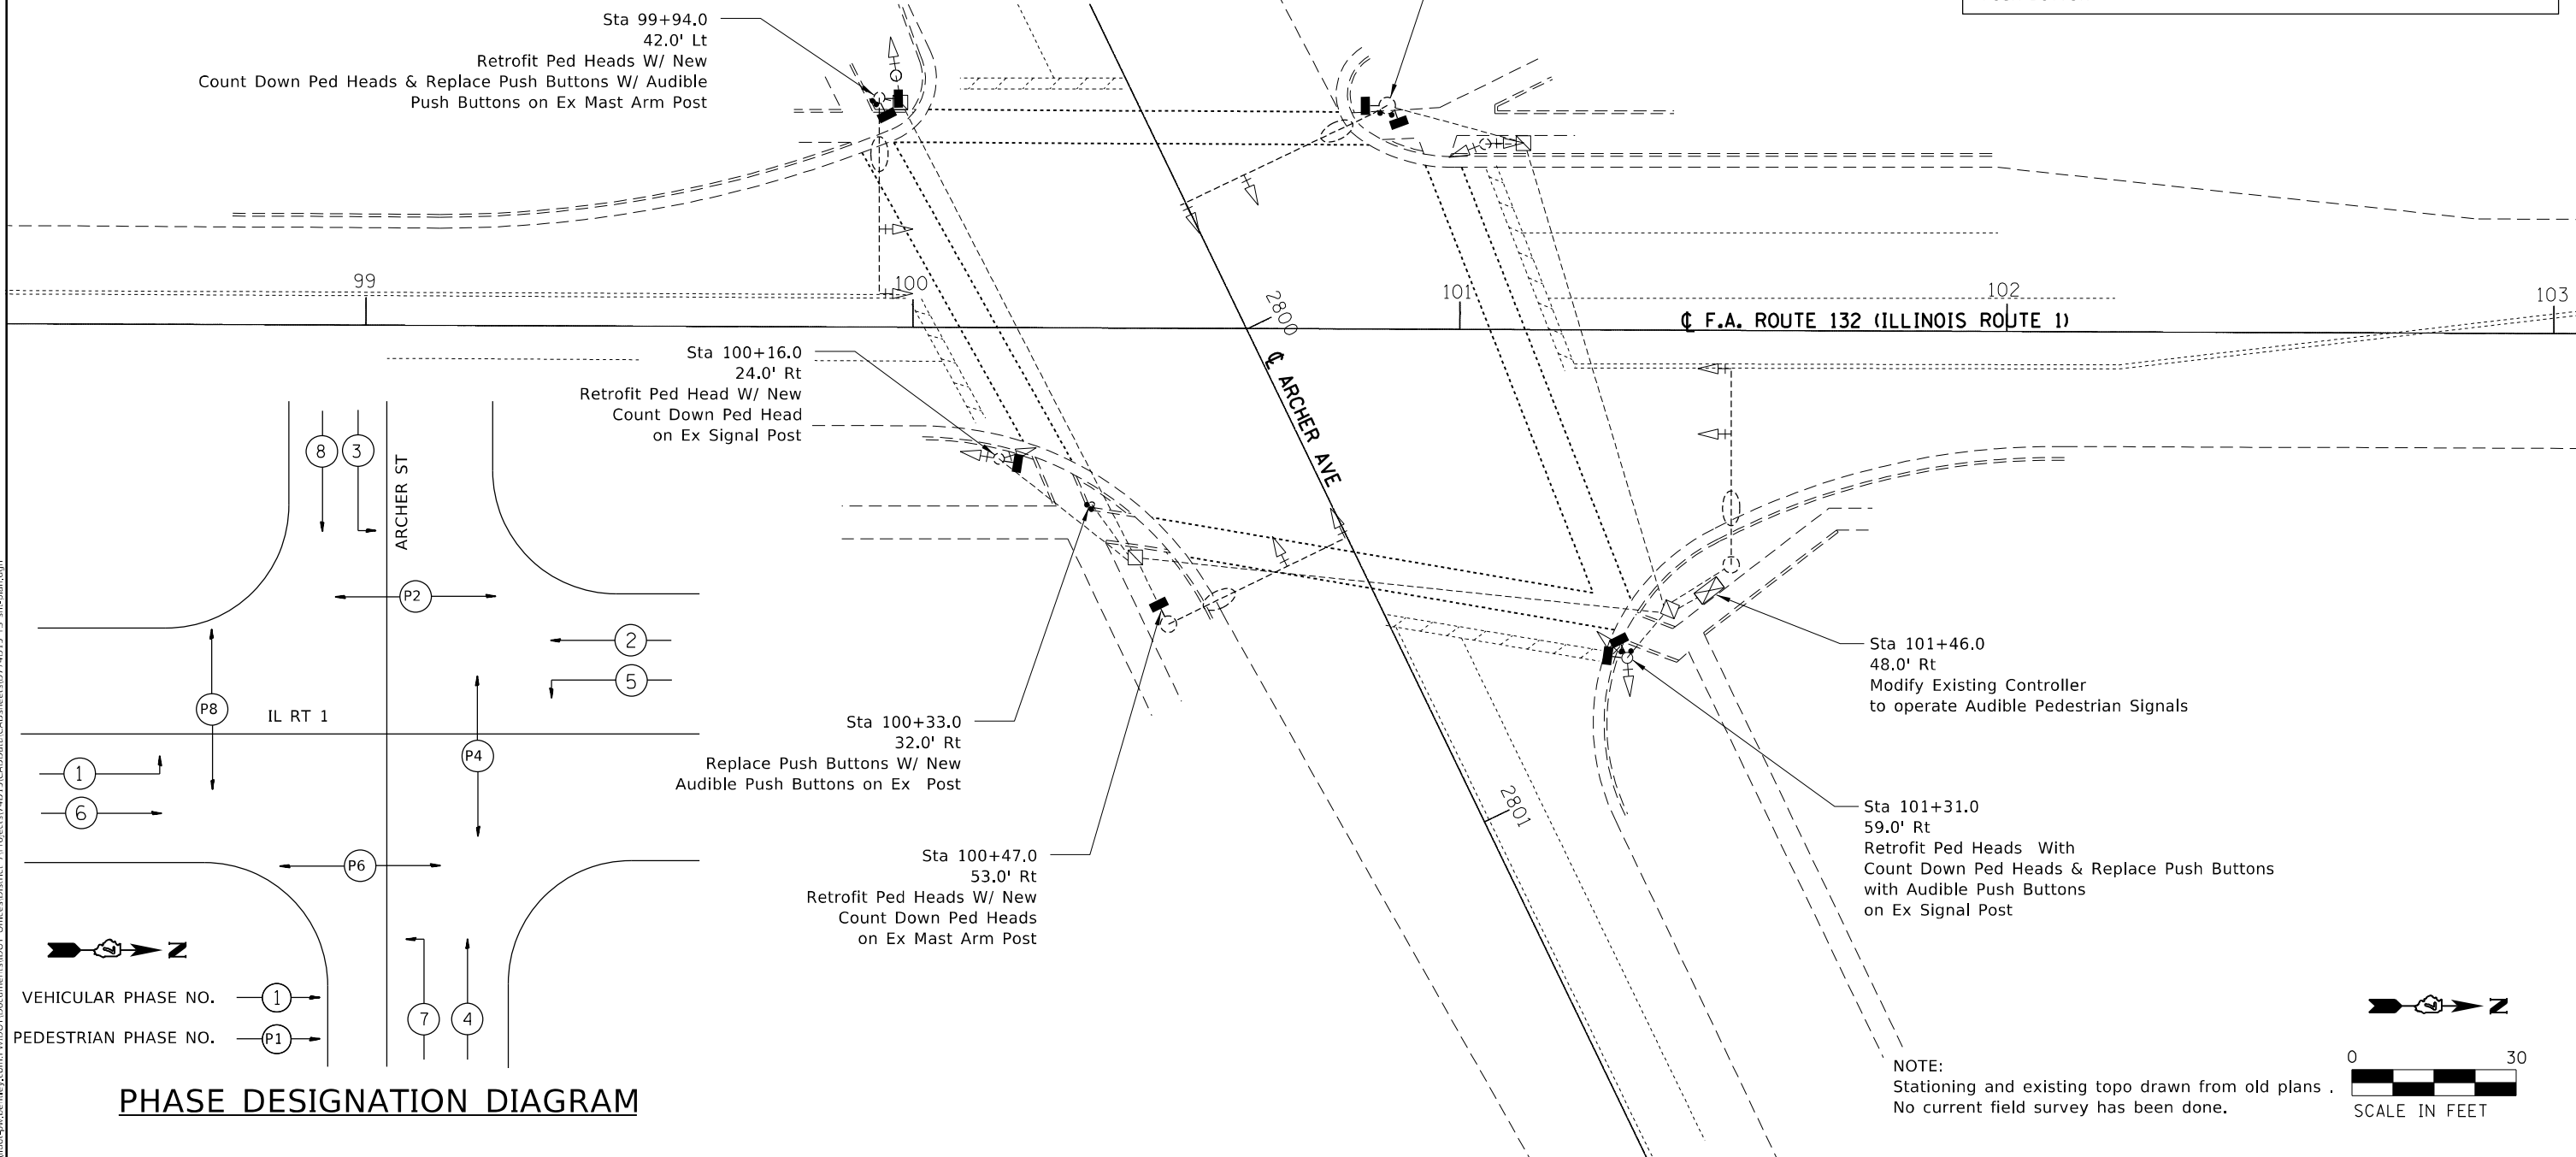 Sta 99+94.0
42.0' Lt
Retrofit Ped Heads W/ New
Count Down Ped Heads & Replace Push Buttons W/ Audible
Push Buttons on Ex Mast Arm Post
99
100
101
102
103
2800
℄ F.A. ROUTE 132 (ILLINOIS ROUTE 1)
℄ ARCHER AVE
Sta 100+16.0
24.0' Rt
Retrofit Ped Head W/ New
Count Down Ped Head
on Ex Signal Post
8
3
ARCHER ST
P2
2
5
P8
IL RT 1
P4
1
6
P6
7
4
N
VEHICULAR PHASE NO. 1
PEDESTRIAN PHASE NO. P1
PHASE DESIGNATION DIAGRAM
Sta 100+33.0
32.0' Rt
Replace Push Buttons W/ New
Audible Push Buttons on Ex Post
Sta 100+47.0
53.0' Rt
Retrofit Ped Heads W/ New
Count Down Ped Heads
on Ex Mast Arm Post
Sta 101+46.0
48.0' Rt
Modify Existing Controller
to operate Audible Pedestrian Signals
2801
Sta 101+31.0
59.0' Rt
Retrofit Ped Heads With
Count Down Ped Heads & Replace Push Buttons
with Audible Push Buttons
on Ex Signal Post
N
NOTE:
Stationing and existing topo drawn from old plans .
No current field survey has been done.
0 30
SCALE IN FEET